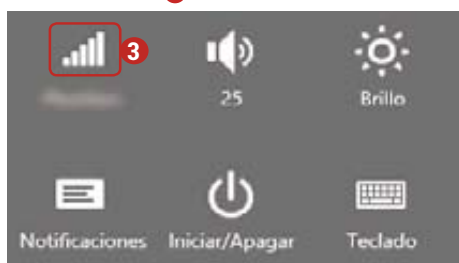 3
25
Brillo
Notificaciones
Iniciar/Apagar
Teclado